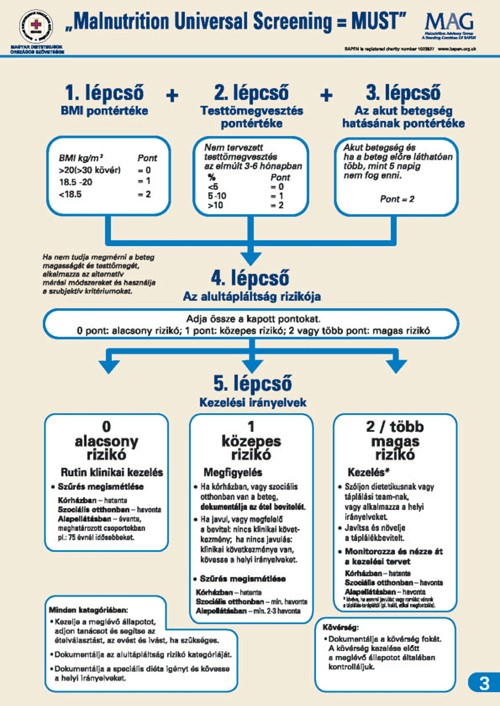 „Malnutrition Universal Screening = MUST”
MAGYAR DIETETIKUSOK
ORSZÁGOS SZÖVETSÉGE
MAG
Malnutrition Advisory Group
A Standing Committee of BAPEN
BAPEN is registered charity number 1023927 www.bapen.org.uk
1. lépcső + 2. lépcső + 3. lépcső
BMI pontértéke
Testtömegvesztés
pontértéke
Az akut betegség
hatásának pontértéke
BMI kg/m² Pont
>20(>30 kövér) = 0
18.5 -20 = 1
<18.5 = 2
Nem tervezett
testtömegvesztés
az elmúlt 3-6 hónapban
% Pont
<5 = 0
5-10 = 1
>10 = 2
Akut betegség és
ha a beteg előre láthatóan
több, mint 5 napig
nem fog enni.
Pont = 2
Ha nem tudja megmérni a beteg
magasságát és testtömegét,
alkalmazza az alternatív
mérési módszereket és használja
a szubjektív kritériumokat.
4. lépcső
Az alultápláltság rizikója
Adja össze a kapott pontokat.
0 pont: alacsony rizikó; 1 pont: közepes rizikó; 2 vagy több pont: magas rizikó
5. lépcső
Kezelési irányelvek
0
alacsony
rizikó
Rutin klinikai kezelés
• Szűrés megismétlése
Kórházban – hetente
Szociális otthonban – havonta
Alapellátásban – évente,
meghatározott csoportokban
pl.: 75 évnél idősebbeket.
1
közepes
rizikó
Megfigyelés
• Ha kórházban, vagy szociális
otthonban van a beteg,
dokumentálja az étel bevitelét.
• Ha javul, vagy megfelelő
a bevitel: nincs klinikai követ-
kezmény; ha nincs javulás:
klinikai következménye van,
kövesse a helyi irányelveket.
• Szűrés megismétlése
Kórházban – hetente
Szociális otthonban – min. havonta
Alapellátásban – min. 2-3 havonta
2 / több
magas
rizikó
Kezelés*
• Szóljon dietetikusnak vagy
táplálási team-nak,
vagy alkalmazza a helyi
irányelveket.
• Javítsa és növelje
a táplálékbevitelt.
• Monitorozza és nézze át
a kezelési tervet
Kórházban – hetente
Szociális otthonban – havonta
Alapellátásban – havonta
Minden kategóriában:
• Kezelje a meglévő állapotot,
adjon tanácsot és segítse az
ételválasztást, az evést és ivást, ha szükséges.
• Dokumentálja az alultápláltság rizikó kategóriáját.
• Dokumentálja a speciális diéta igényt és kövesse
a helyi irányelveket.
Kövérség:
• Dokumentálja a kövérség fokát.
A kövérség kezelése előtt
a meglévő állapotot általában
kontrolláljuk.
3